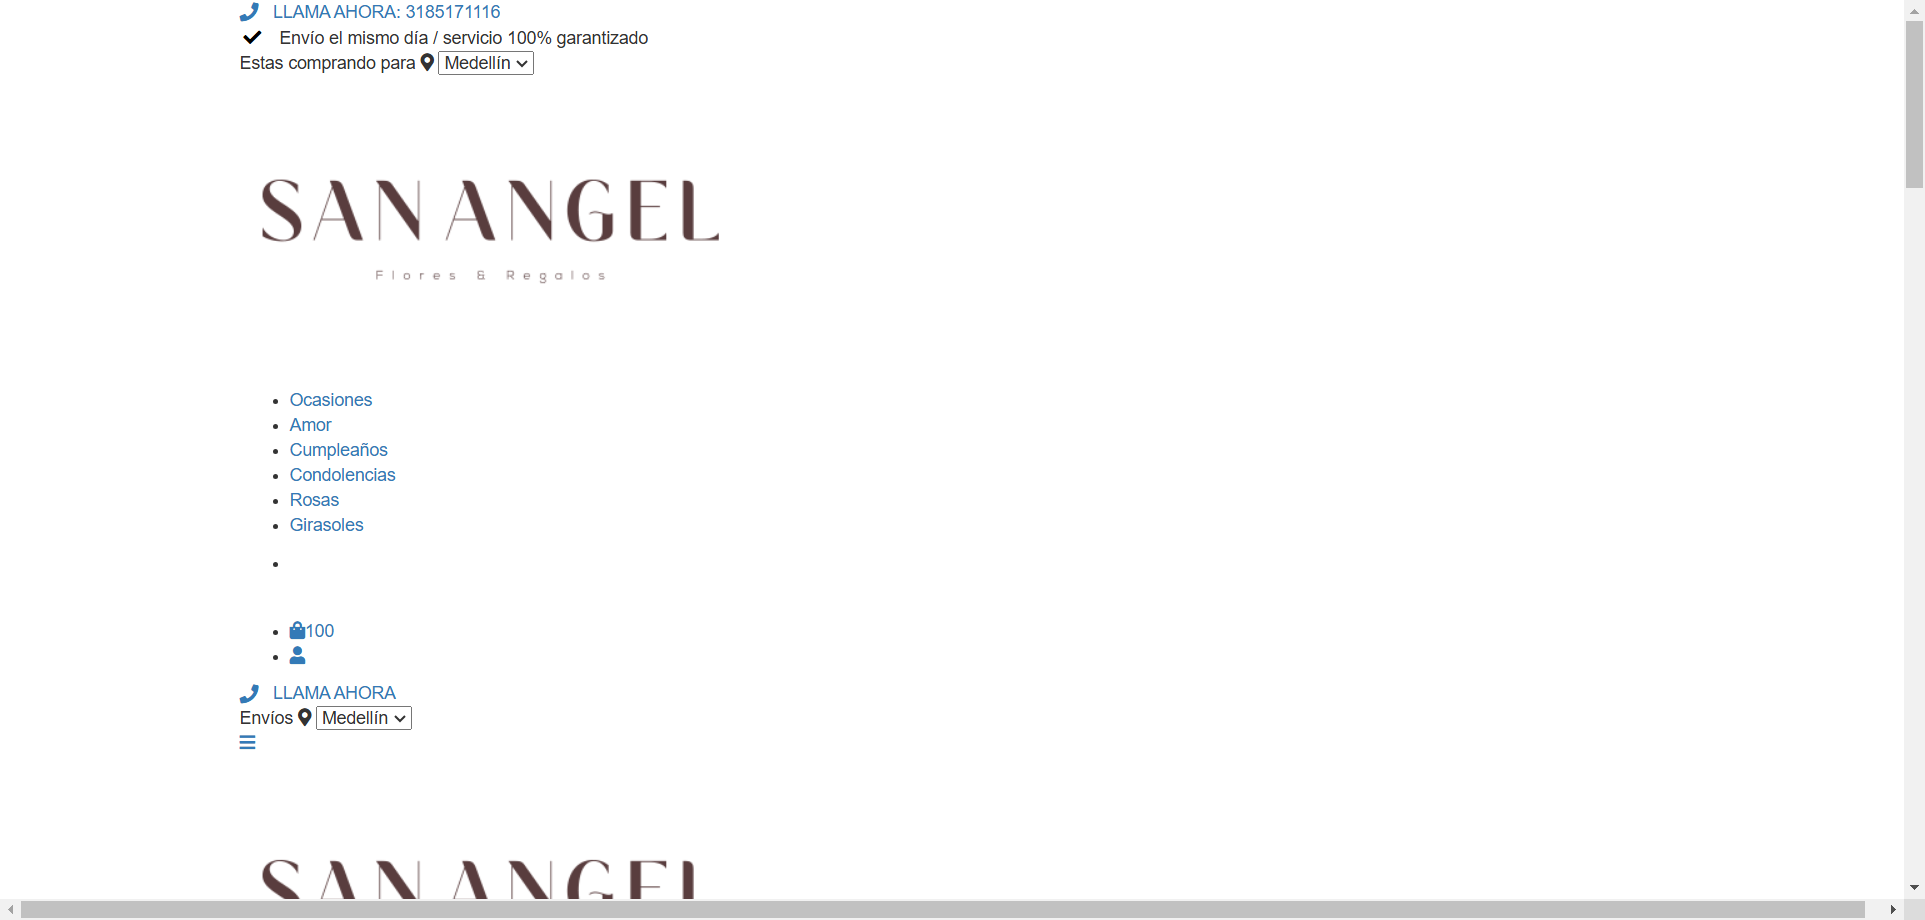 LLAMA AHORA: 3185171116
Envío el mismo día / servicio 100% garantizado
Estas comprando para Medellín
SAN ANGEL
Flores & Regalos
Ocasiones
Amor
Cumpleaños
Condolencias
Rosas
Girasoles
100
LLAMA AHORA
Envíos Medellín
SAN ANGEL